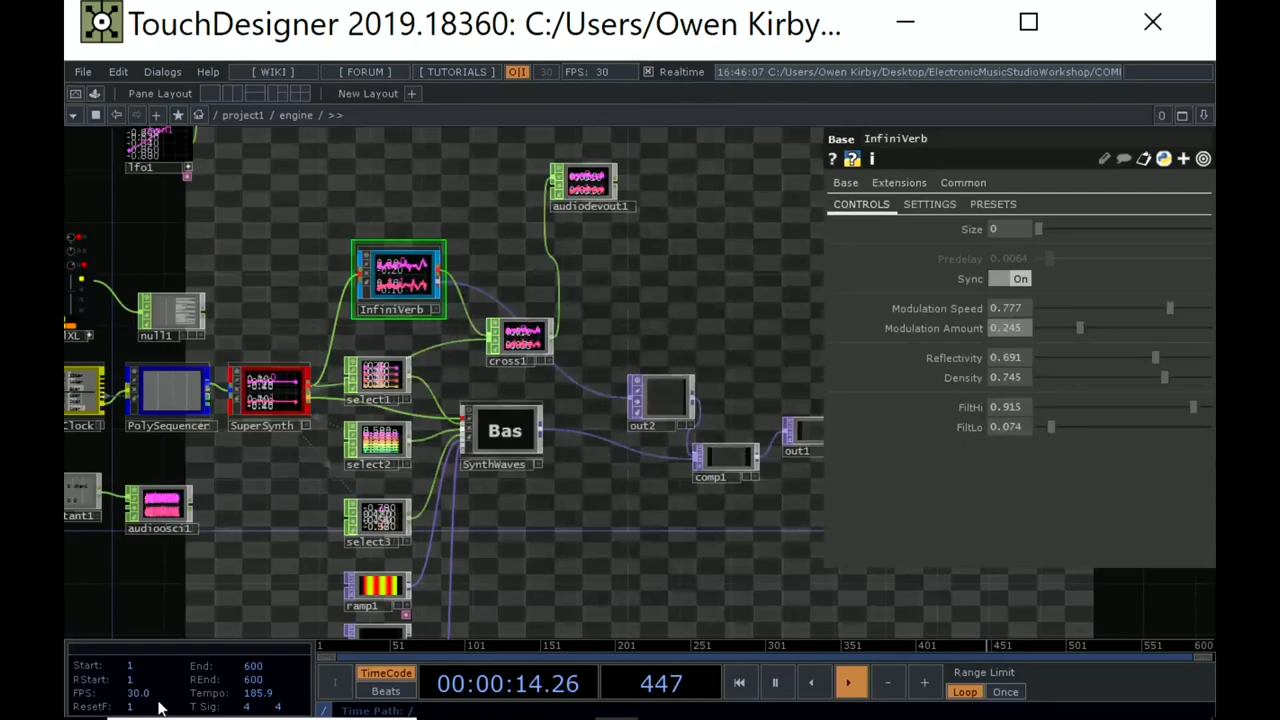 TouchDesigner 2019.18360: C:/Users/Owen Kirby...
File Edit Dialogs Help [ WIKI ] [ FORUM ] [ TUTORIALS ] O|I 30 FPS: 30 Realtime 16:46:07 C:/Users/Owen Kirby/Desktop/ElectronicMusicStudioWorkshop/COM
Pane Layout New Layout +
/ project1 / engine / >> 0
Base InfiniVerb
? ? i
Base Extensions Common
CONTROLS SETTINGS PRESETS
Size 0
Predelay 0.0064
Sync On
Modulation Speed 0.777
Modulation Amount 0.245
Reflectivity 0.691
Density 0.745
FiltHi 0.915
FiltLo 0.074
lfo1
audiodevout1
InfiniVerb
null1
cross1
select1
Clock PolySequencer SuperSynth
out2
Bas
select2
SynthWaves
out1
comp1
tant1
audioosci1
select3
ramp1
1 51 101 151 201 251 301 351 401 451 501 551 600
Start: 1 End: 600
RStart: 1 REnd: 600
FPS: 30.0 Tempo: 185.9
ResetF: 1 T Sig: 4 4
TimeCode
Beats
00:00:14.26
447
Range Limit
Loop Once
/ Time Path: /